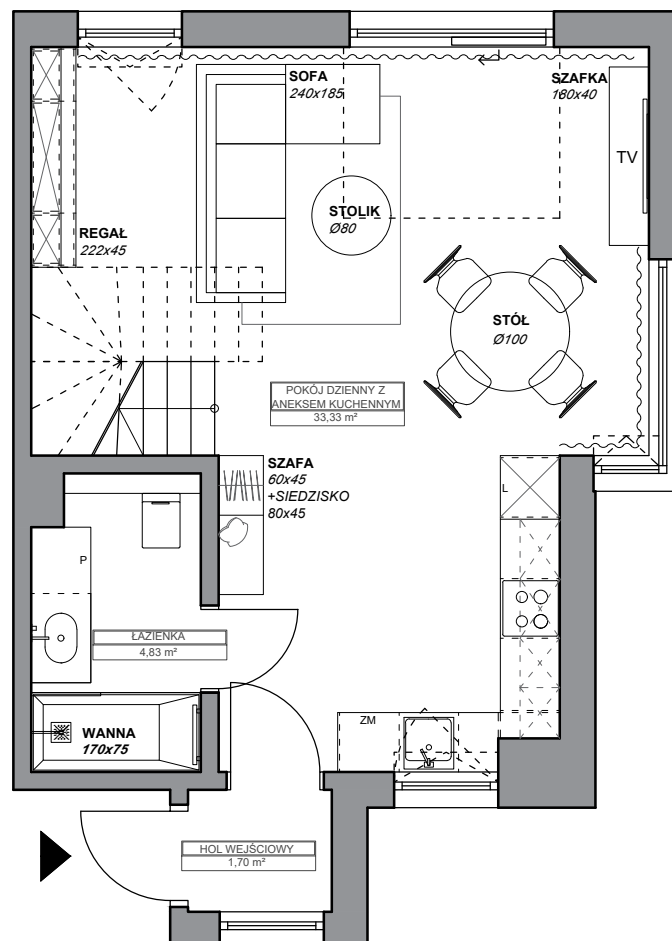 SOFA
240x185
SZAFKA
180x40
TV
REGAŁ
222x45
STOLIK
Ø80
STÓŁ
Ø100
POKÓJ DZIENNY Z
ANEKSEM KUCHENNYM
33,33 m²
SZAFA
60x45
+SIEDZISKO
80x45
L
P
ŁAZIENKA
4,83 m²
ZM
WANNA
170x75
HOL WEJŚCIOWY
1,70 m²